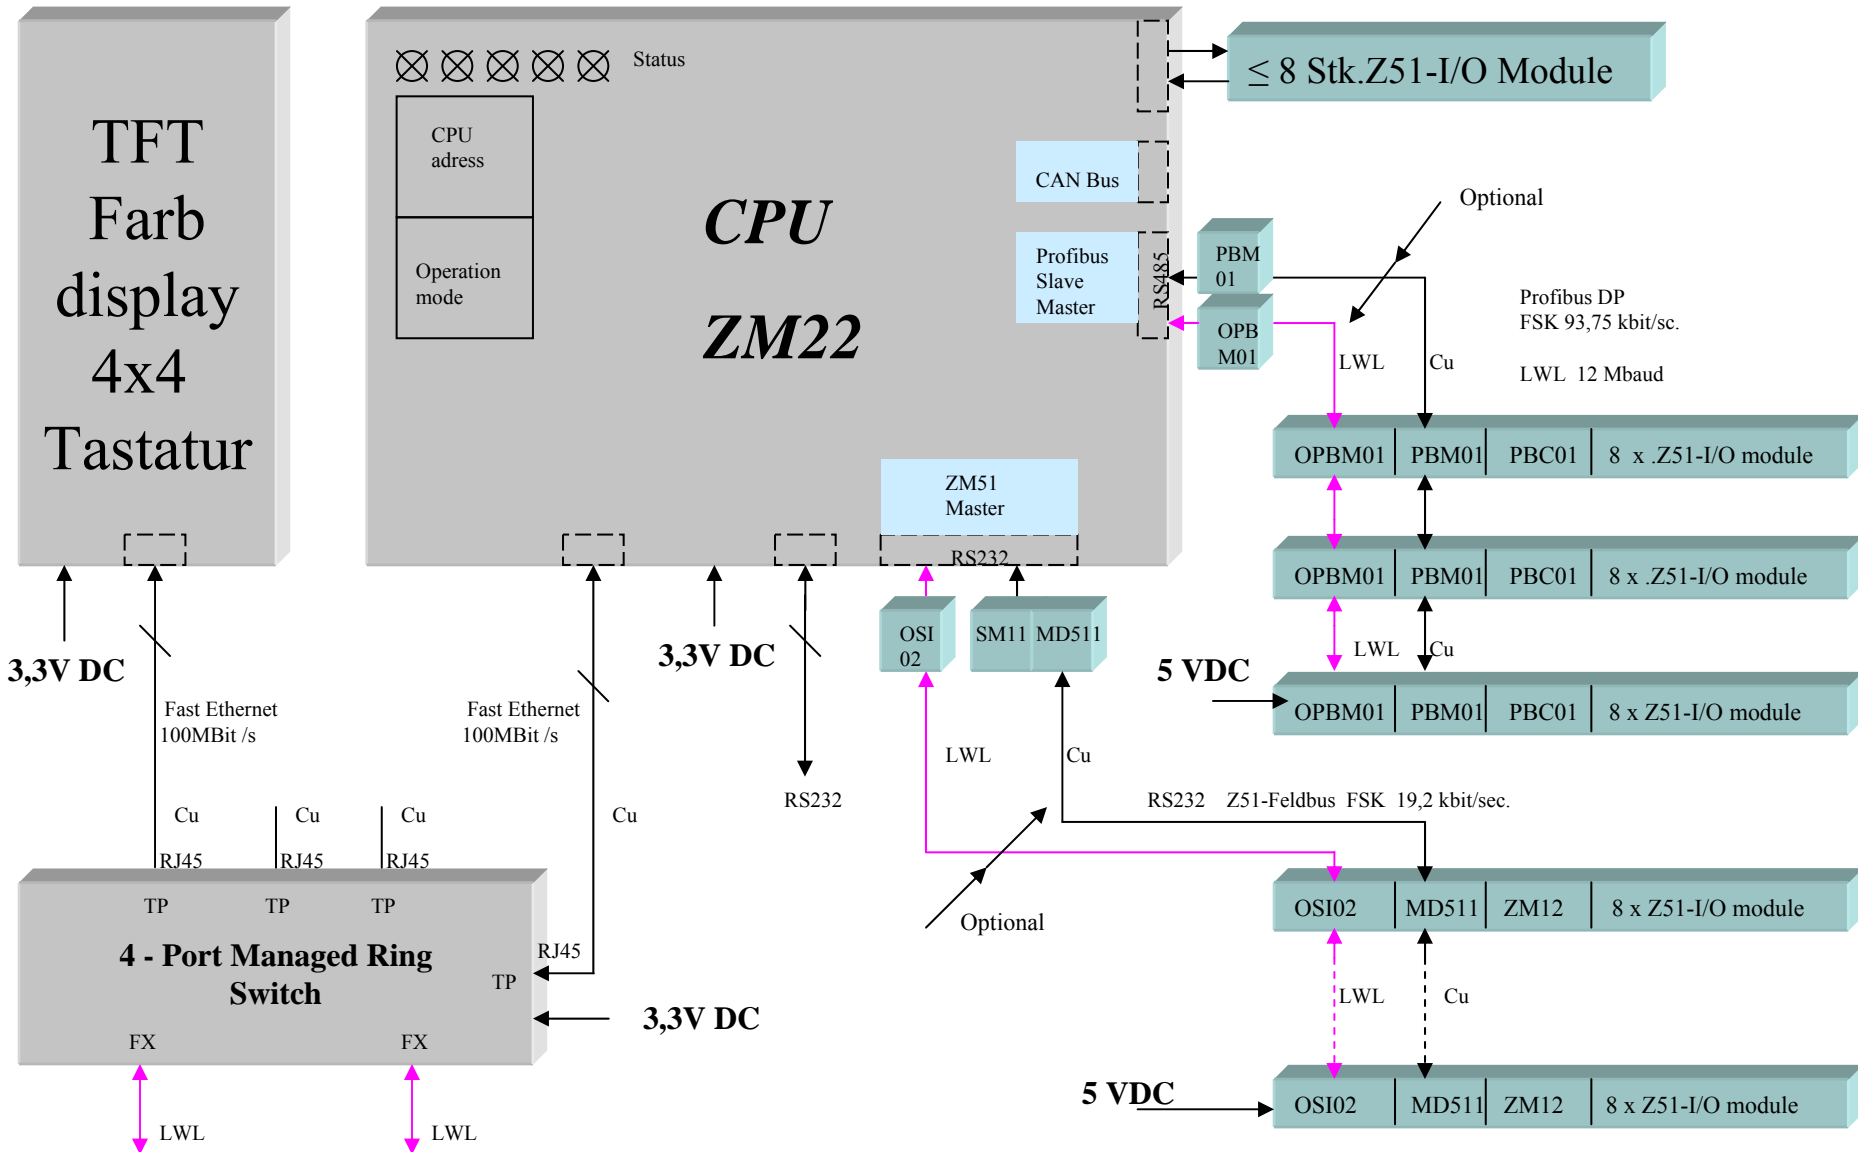 TFT
Farb
display
4x4
Tastatur
3,3V DC
Fast Ethernet
100MBit /s
Status
CPU
adress
Operation
mode
CPU
ZM22
CAN Bus
Profibus
Slave
Master
RS485
ZM51
Master
RS232
≤ 8 Stk.Z51-I/O Module
PBM
01
OPB
M01
Optional
LWL
Cu
Profibus DP
FSK 93,75 kbit/sc.
LWL 12 Mbaud
OPBM01 PBM01 PBC01 8 x .Z51-I/O module
OPBM01 PBM01 PBC01 8 x .Z51-I/O module
LWL
Cu
5 VDC
OPBM01 PBM01 PBC01 8 x Z51-I/O module
3,3V DC
Fast Ethernet
100MBit /s
Cu
RS232
OSI
02
SM11 MD511
LWL
Cu
RS232 Z51-Feldbus FSK 19,2 kbit/sec.
Optional
OSI02 MD511 ZM12 8 x Z51-I/O module
LWL
Cu
5 VDC
OSI02 MD511 ZM12 8 x Z51-I/O module
Cu Cu Cu
RJ45 RJ45 RJ45
TP TP TP
4 - Port Managed Ring
Switch
RJ45
TP
3,3V DC
FX FX
LWL LWL